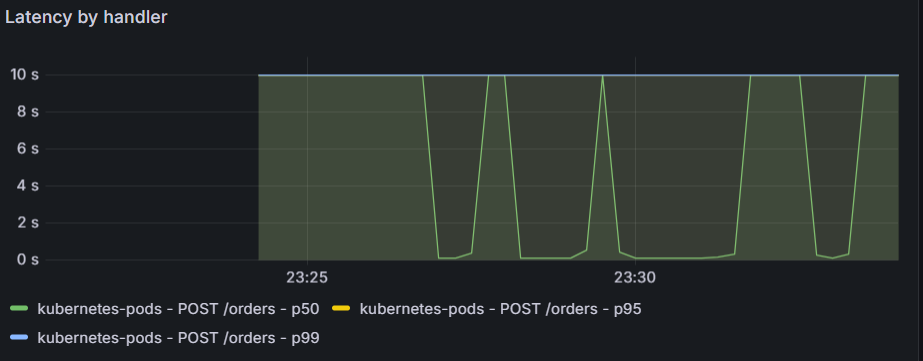 Latency by handler
10 s
8 s
6 s
4 s
2 s
0 s
23:25 23:30
kubernetes-pods - POST /orders - p50 kubernetes-pods - POST /orders - p95
kubernetes-pods - POST /orders - p99